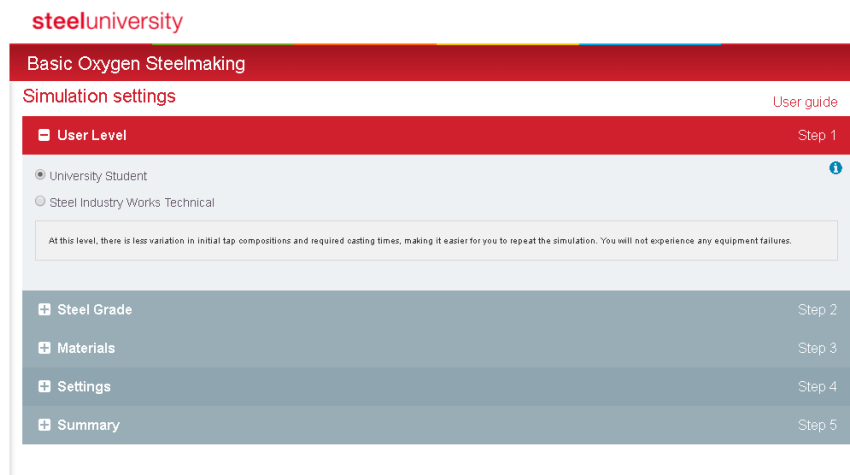 steeluniversity
Basic Oxygen Steelmaking
Simulation settings
User guide
User Level
Step 1
University Student
Steel Industry Works Technical
At this level, there is less variation in initial tap compositions and required casting times, making it easier for you to repeat the simulation. You will not experience any equipment failures.
Steel Grade
Step 2
Materials
Step 3
Settings
Step 4
Summary
Step 5